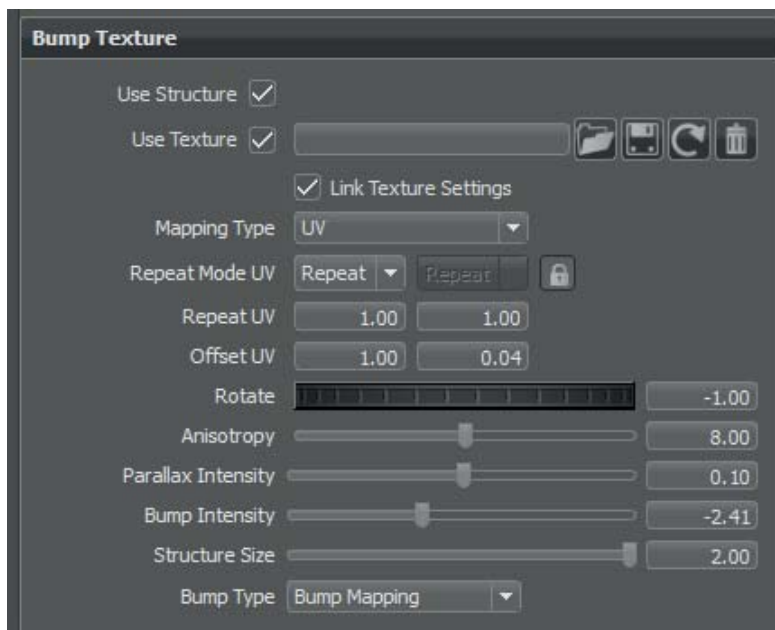 Bump Texture
Use Structure
Use Texture
Link Texture Settings
Mapping Type UV
Repeat Mode UV Repeat Repeat
Repeat UV 1.00 1.00
Offset UV 1.00 0.04
Rotate -1.00
Anisotropy 8.00
Parallax Intensity 0.10
Bump Intensity -2.41
Structure Size 2.00
Bump Type Bump Mapping